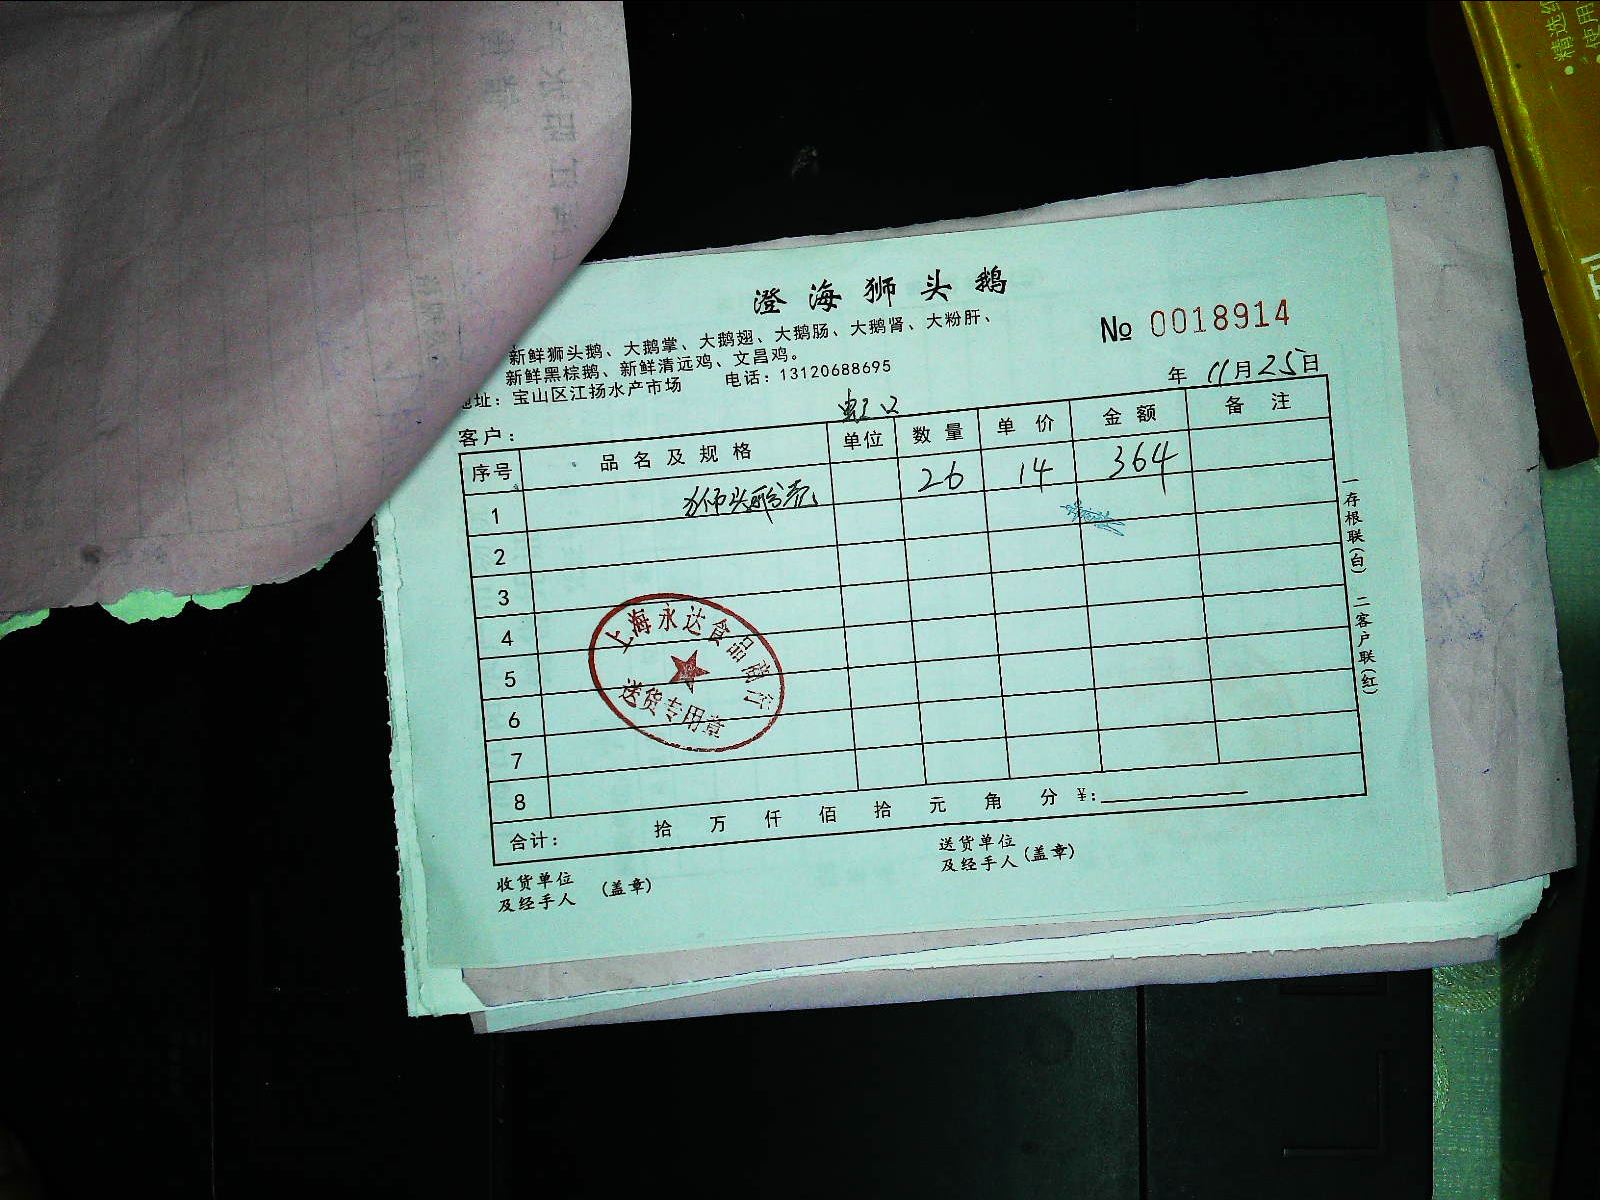 澄海狮头鹅
新鲜狮头鹅、大鹅掌、大鹅翅、大鹅肠、大鹅肾、大粉肝、
新鲜黑棕鹅、新鲜清远鸡、文昌鸡。
地址：宝山区江扬水产市场 电话：13120688695
№ 0018914
年 11月25日
客户： 虹口
序号 品名及规格 单位 数量 单价 金额 备注
1 狮头鹅 26 14 364
2
3
4
5
6
7
8
合计： 拾 万 仟 佰 拾 元 角 分 ¥:
收货单位
及经手人 (盖章)
送货单位
及经手人 (盖章)
一存根联(白) 二客户联(红)
上海永达食品
送货专用章
·精选
·使用